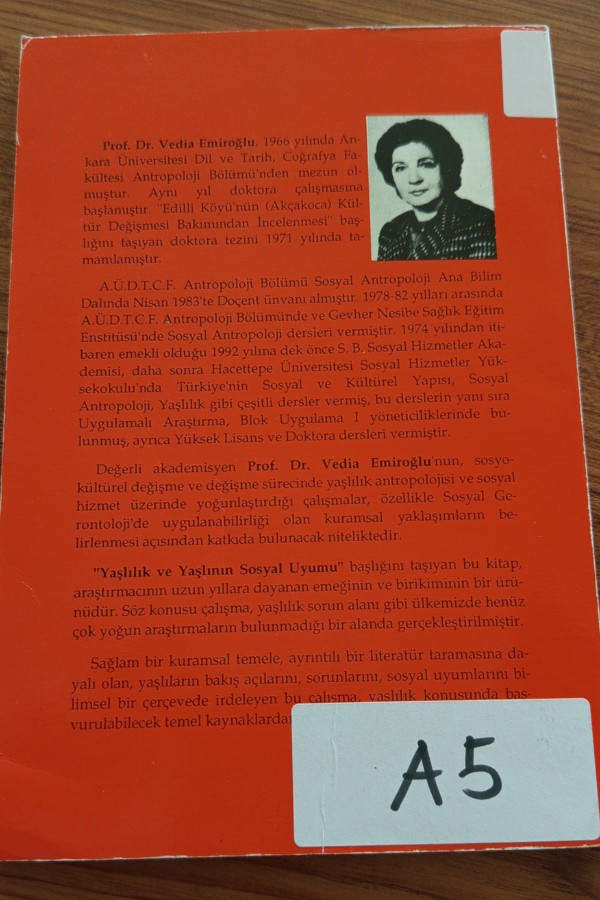 Prof. Dr. Vedia Emiroğlu, 1966 yılında An-
kara Üniversitesi Dil ve Tarih, Coğrafya Fa-
kültesi Antropoloji Bölümü'nden mezun ol-
muştur. Aynı yıl doktora çalışmasına
başlamıştır. "Edilli Köyü'nün (Akçakoca) Kül-
tür Değişmesi Bakımından İncelenmesi" baş-
lığını taşıyan doktora tezini 1971 yılında ta-
mamlamıştır.
A.Ü.D.T.C.F. Antropoloji Bölümü Sosyal Antropoloji Ana Bilim
Dalında Nisan 1983'te Doçent ünvanı almıştır. 1978-82 yılları arasında
A.Ü.D.T.C.F. Antropoloji Bölümünde ve Gevher Nesibe Sağlık Eğitim
Enstitüsü'nde Sosyal Antropoloji dersleri vermiştir. 1974 yılından iti-
baren emekli olduğu 1992 yılına dek önce S. B. Sosyal Hizmetler Aka-
demisi, daha sonra Hacettepe Üniversitesi Sosyal Hizmetler Yük-
sekokulu'nda Türkiye'nin Sosyal ve Kültürel Yapısı, Sosyal
Antropoloji, Yaşlılık gibi çeşitli dersler vermiş, bu derslerin yanı sıra
Uygulamalı Araştırma, Blok Uygulama I yöneticiliklerinde bu-
lunmuş, ayrıca Yüksek Lisans ve Doktora dersleri vermiştir.
Değerli akademisyen Prof. Dr. Vedia Emiroğlu'nun, sosyo-
kültürel değişme ve değişme sürecinde yaşlılık antropolojisi ve sosyal
hizmet üzerinde yoğunlaştırdığı çalışmalar, özellikle Sosyal Ge-
rontoloji'de uygulanabilirliği olan kuramsal yaklaşımların be-
lirlenmesi açısından katkıda bulunacak niteliktedir.
"Yaşlılık ve Yaşlının Sosyal Uyumu" başlığını taşıyan bu kitap,
araştırmacının uzun yıllara dayanan emeğinin ve birikiminin bir ürü-
nüdür. Söz konusu çalışma, yaşlılık sorun alanı gibi ülkemizde henüz
çok yoğun araştırmaların bulunmadığı bir alanda gerçekleştirilmiştir.
Sağlam bir kuramsal temele, ayrıntılı bir literatür taramasına da-
yalı olan, yaşlıların bakış açılarını, sorunlarını, sosyal uyumlarını bi-
limsel bir çerçevede irdeleyen bu çalışma, yaşlılık konusunda baş-
vurulabilecek temel kaynaklardan
A5